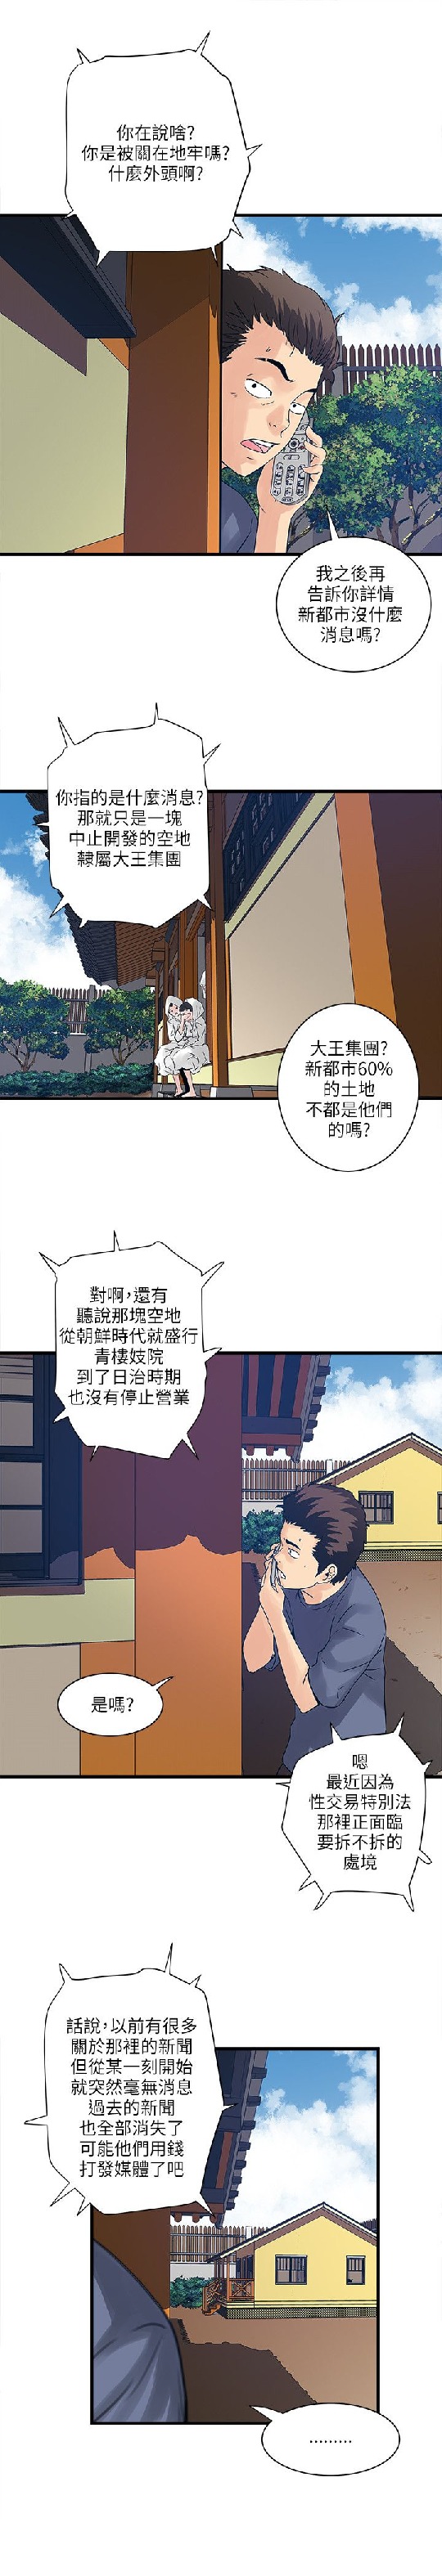 你在說啥?
你是被關在地牢嗎?
什麼外頭啊?
我之後再
告訴你詳情
新都市沒什麼
消息嗎?
你指的是什麼消息?
那就只是一塊
中止開發的空地
隸屬大王集團
大王集團?
新都市60%
的土地
不都是他們
的嗎?
對啊,還有
聽說那塊空地
從朝鮮時代就盛行
青樓妓院
到了日治時期
也沒有停止營業
是嗎?
嗯
最近因為
性交易特別法
那裡正面臨
要拆不拆的
處境
話說,以前有很多
關於那裡的新聞
但從某一刻開始
就突然毫無消息
過去的新聞
也全部消失了
可能他們用錢
打發媒體了吧
.........